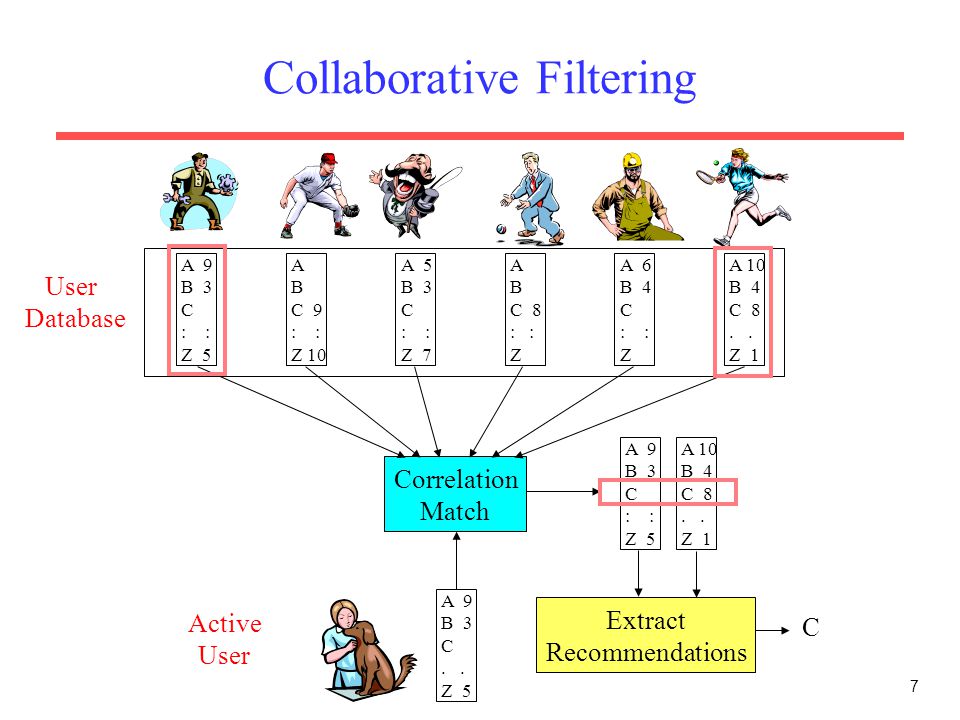 Collaborative Filtering
User
Database
A 9
B 3
C
: :
Z 5
A
B
C 9
: :
Z 10
A 5
B 3
C
: :
Z 7
A
B
C 8
: :
Z
A 6
B 4
C
: :
Z
A 10
B 4
C 8
. .
Z 1
Correlation
Match
A 9
B 3
C
: :
Z 5
A 10
B 4
C 8
. .
Z 1
Active
User
A 9
B 3
C
. .
Z 5
Extract
Recommendations
C
7